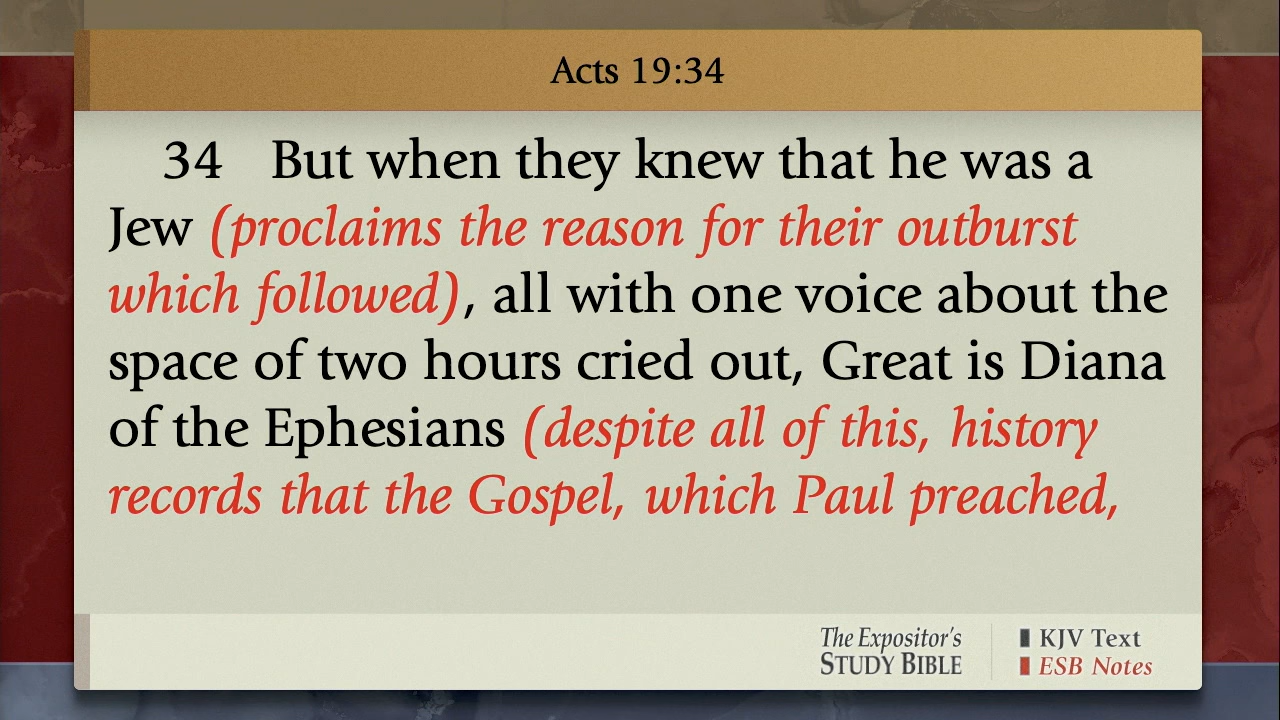 Acts 19:34
34 But when they knew that he was a
Jew (proclaims the reason for their outburst
which followed), all with one voice about the
space of two hours cried out, Great is Diana
of the Ephesians (despite all of this, history
records that the Gospel, which Paul preached,
The Expositor's
STUDY BIBLE
KJV Text
ESB Notes